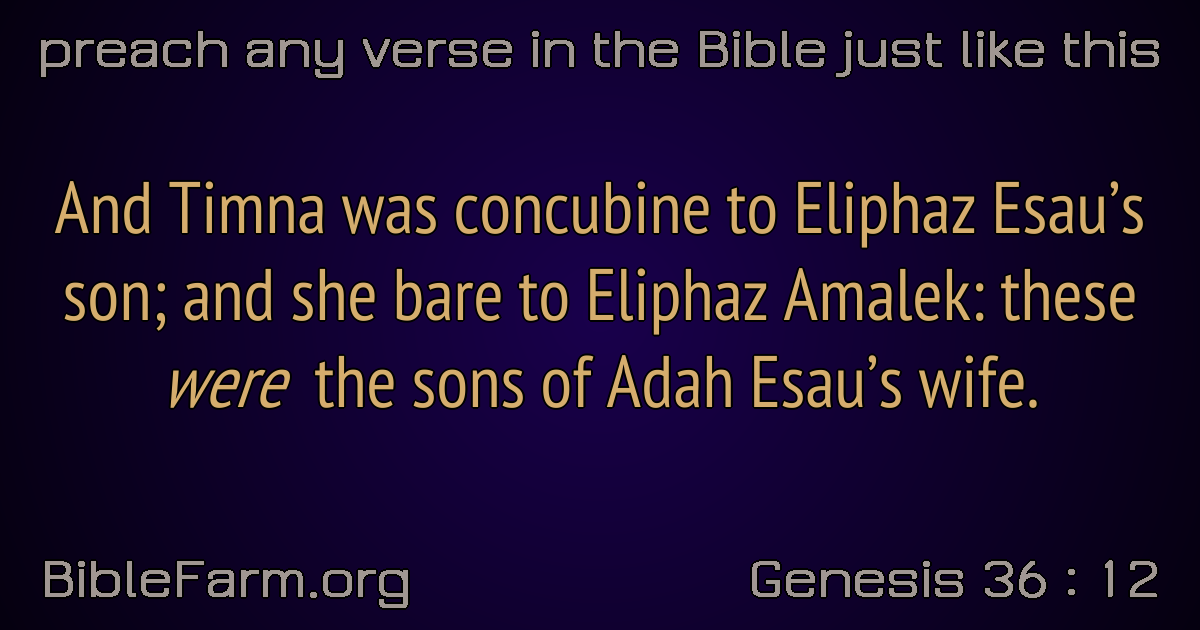 preach any verse in the Bible just like this
And Timna was concubine to Eliphaz Esau’s
son; and she bare to Eliphaz Amalek: these
were the sons of Adah Esau’s wife.
BibleFarm.org
Genesis 36 : 12